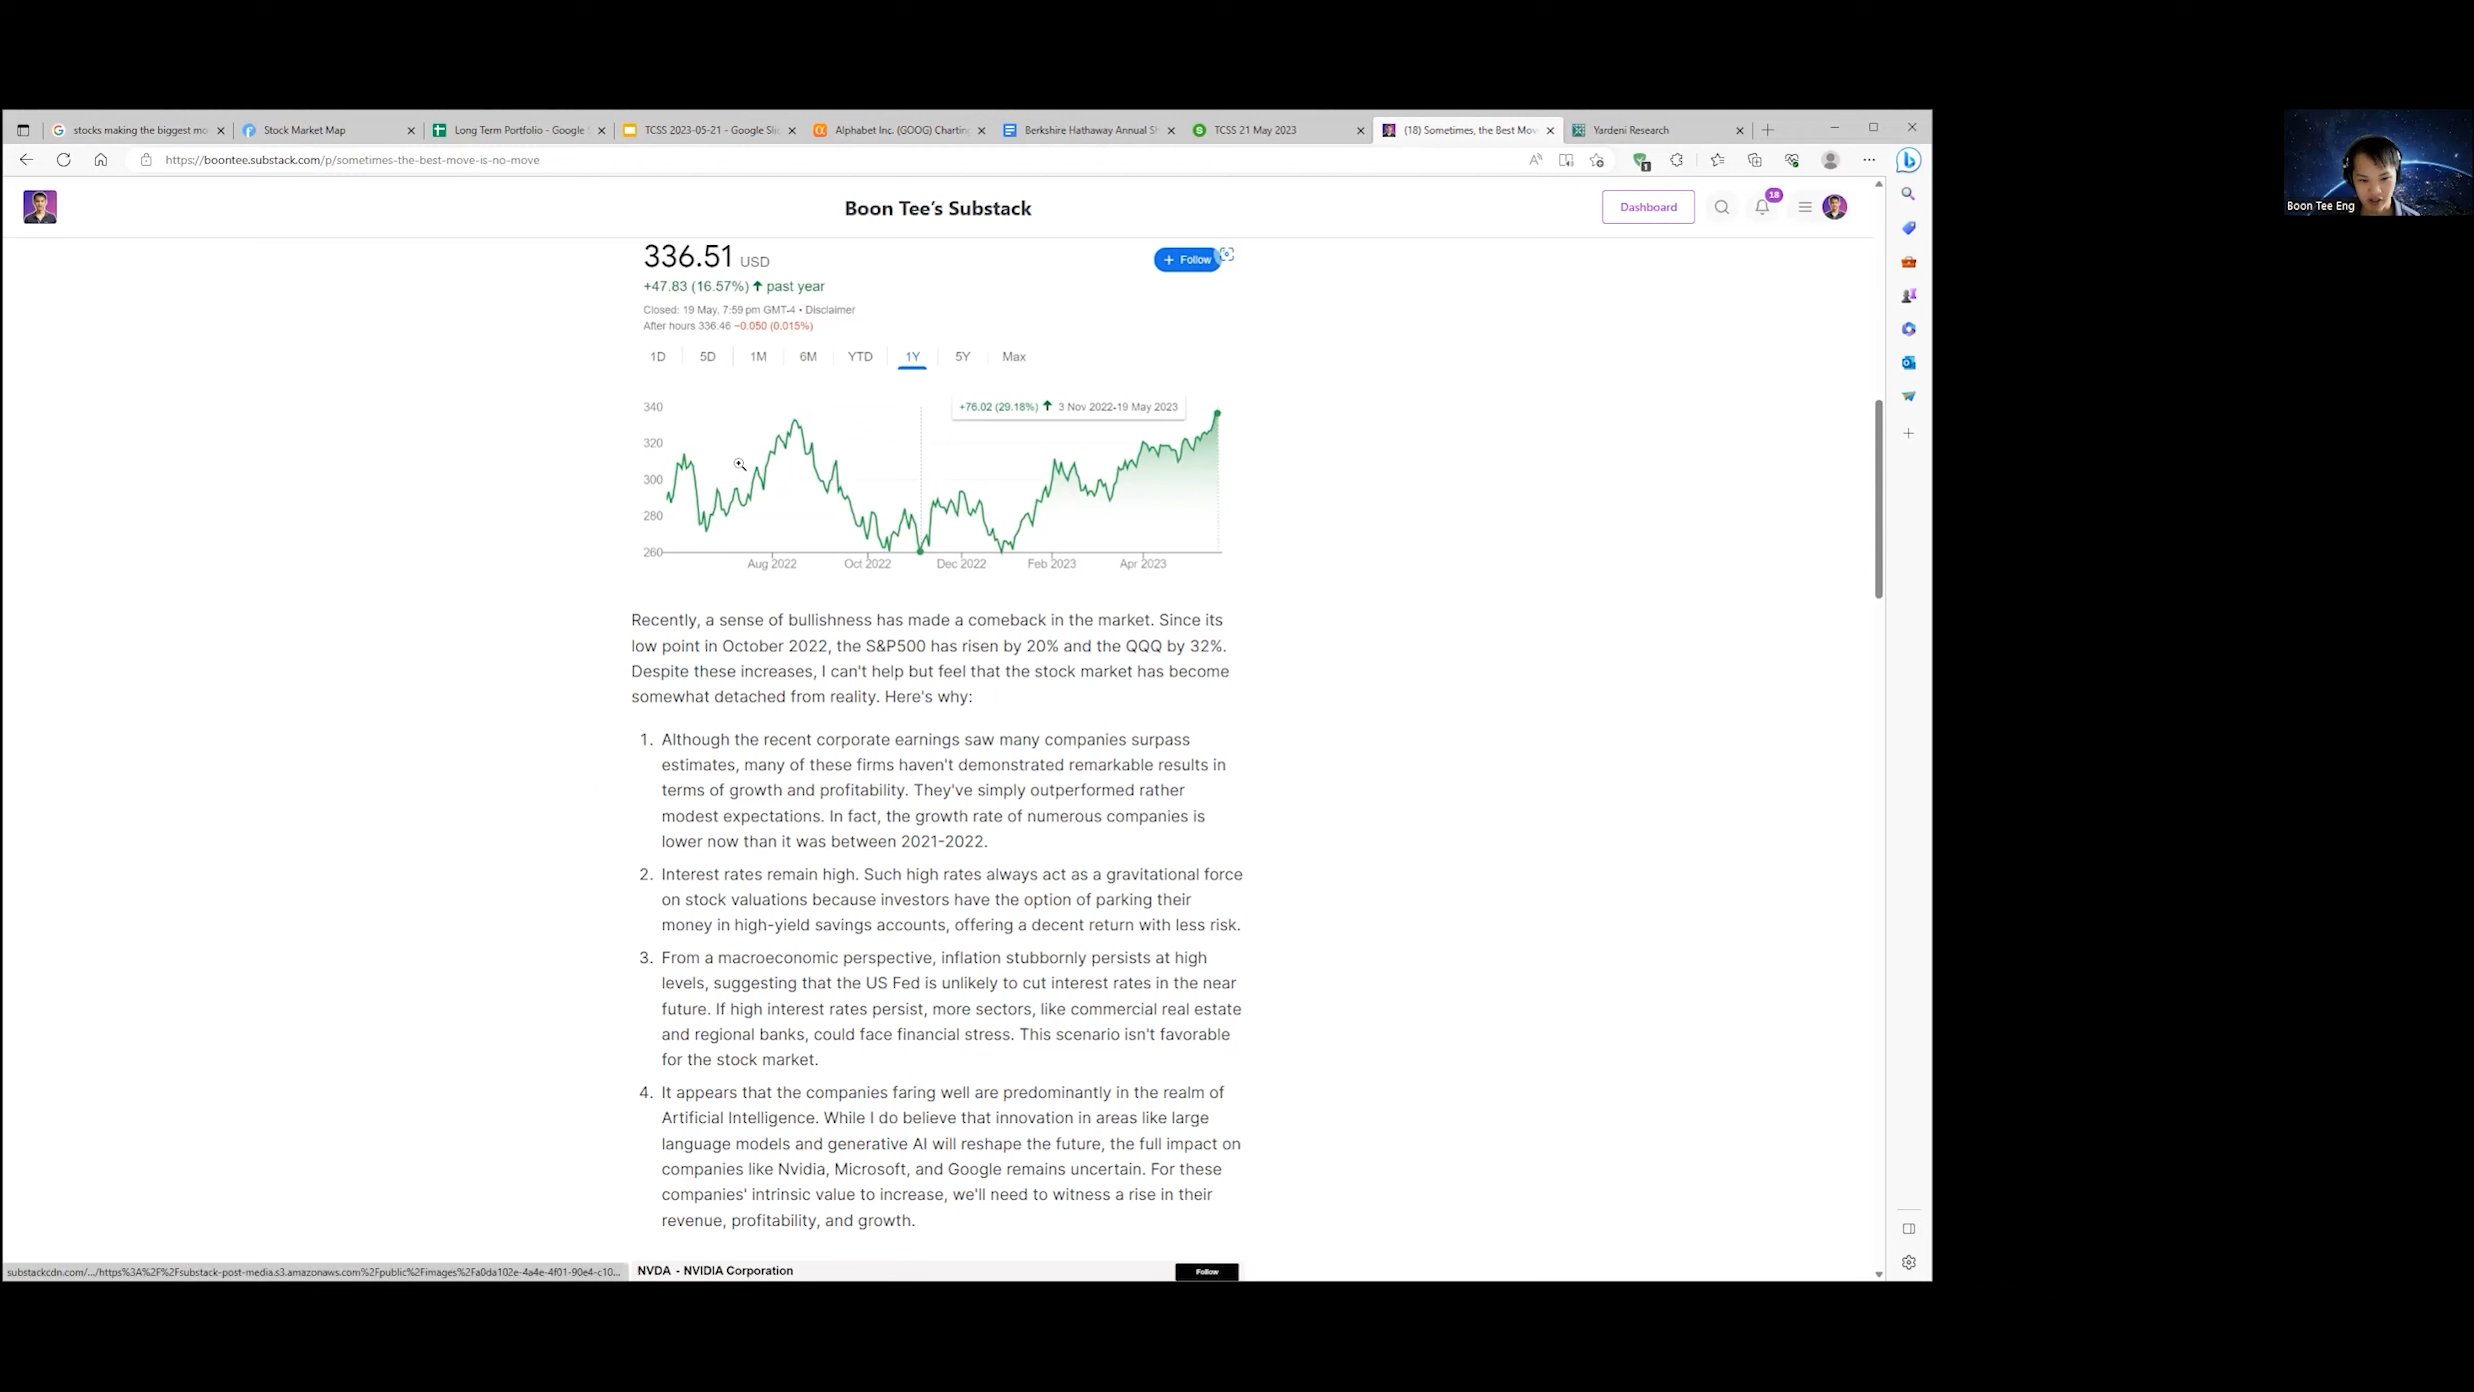 stocks making the biggest mo
Stock Market Map
Long Term Portfolio - Google
TCSS 2023-05-21 - Google Sli
Alphabet Inc. (GOOG) Chartin
Berkshire Hathaway Annual S
TCSS 21 May 2023
(18) Sometimes, the Best Mov
Yardeni Research
https://boontee.substack.com/p/sometimes-the-best-move-is-no-move
Boon Tee's Substack
Dashboard
18
Boon Tee Eng
336.51 USD
+ Follow
+47.83 (16.57%) ↑ past year
Closed: 19 May, 7:59 pm GMT-4 • Disclaimer
After hours 336.46 −0.050 (0.015%)
1D 5D 1M 6M YTD 1Y 5Y Max
+76.02 (29.18%) ↑ 3 Nov 2022-19 May 2023
340
320
300
280
260
Aug 2022 Oct 2022 Dec 2022 Feb 2023 Apr 2023
Recently, a sense of bullishness has made a comeback in the market. Since its
low point in October 2022, the S&P500 has risen by 20% and the QQQ by 32%.
Despite these increases, I can't help but feel that the stock market has become
somewhat detached from reality. Here's why:
1. Although the recent corporate earnings saw many companies surpass
estimates, many of these firms haven't demonstrated remarkable results in
terms of growth and profitability. They've simply outperformed rather
modest expectations. In fact, the growth rate of numerous companies is
lower now than it was between 2021-2022.
2. Interest rates remain high. Such high rates always act as a gravitational force
on stock valuations because investors have the option of parking their
money in high-yield savings accounts, offering a decent return with less risk.
3. From a macroeconomic perspective, inflation stubbornly persists at high
levels, suggesting that the US Fed is unlikely to cut interest rates in the near
future. If high interest rates persist, more sectors, like commercial real estate
and regional banks, could face financial stress. This scenario isn't favorable
for the stock market.
4. It appears that the companies faring well are predominantly in the realm of
Artificial Intelligence. While I do believe that innovation in areas like large
language models and generative AI will reshape the future, the full impact on
companies like Nvidia, Microsoft, and Google remains uncertain. For these
companies' intrinsic value to increase, we'll need to witness a rise in their
revenue, profitability, and growth.
substackcdn.com/.../https%3A%2F%2Fsubstack-post-media.s3.amazonaws.com%2Fpublic%2Fimages%2Fa0da102e-4a4e-4f01-90e4-c10...
NVDA - NVIDIA Corporation
Follow